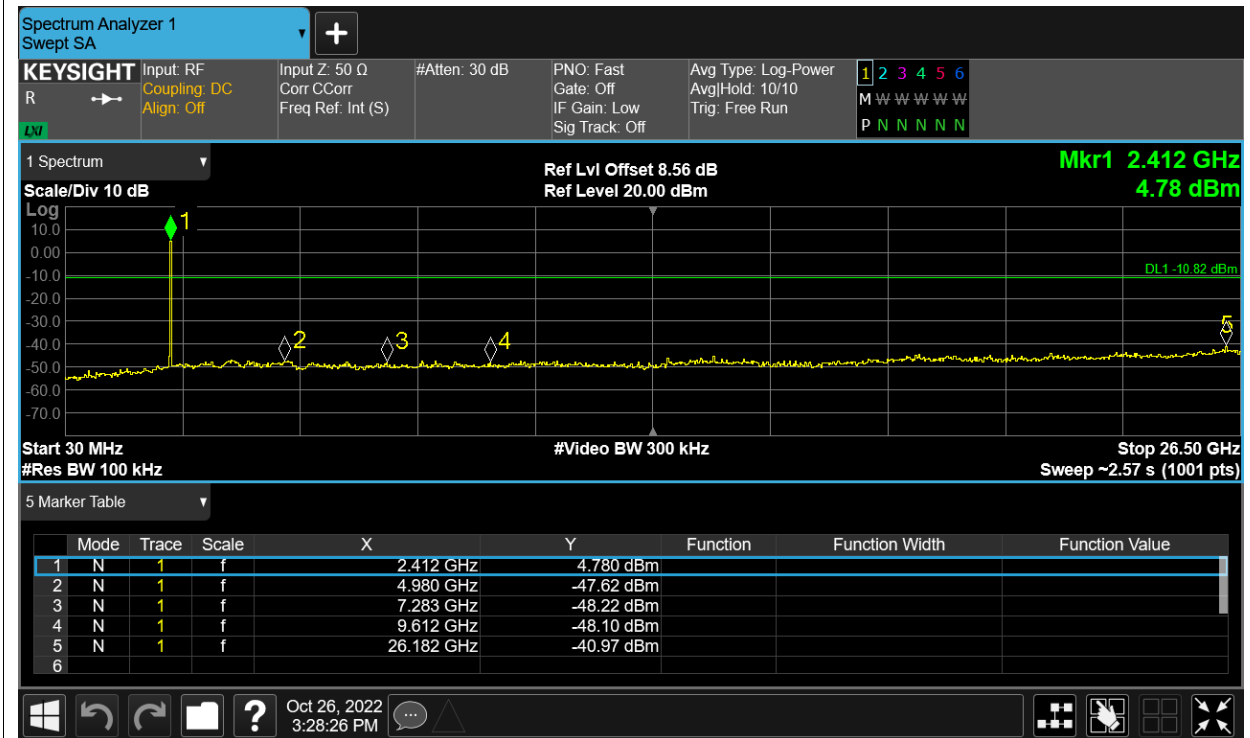 Spectrum Analyzer 1
Swept SA
KEYSIGHT
R
LXI
Input: RF
Coupling: DC
Align: Off
Input Z: 50 Ω
Corr CCorr
Freq Ref: Int (S)
#Atten: 30 dB
PNO: Fast
Gate: Off
IF Gain: Low
Sig Track: Off
Avg Type: Log-Power
Avg|Hold: 10/10
Trig: Free Run
1 2 3 4 5 6
M W W W W W
P N N N N N
1 Spectrum
Scale/Div 10 dB
Ref Lvl Offset 8.56 dB
Ref Level 20.00 dBm
Mkr1 2.412 GHz
4.78 dBm
Log
10.0
0.00
-10.0
-20.0
-30.0
-40.0
-50.0
-60.0
-70.0
1
2
3
4
5
DL1 -10.82 dBm
Start 30 MHz
#Video BW 300 kHz
Stop 26.50 GHz
#Res BW 100 kHz
Sweep ~2.57 s (1001 pts)
5 Marker Table
Mode Trace Scale X Y Function Function Width Function Value
1 N 1 f 2.412 GHz 4.780 dBm
2 N 1 f 4.980 GHz -47.62 dBm
3 N 1 f 7.283 GHz -48.22 dBm
4 N 1 f 9.612 GHz -48.10 dBm
5 N 1 f 26.182 GHz -40.97 dBm
6
?
Oct 26, 2022
3:28:26 PM